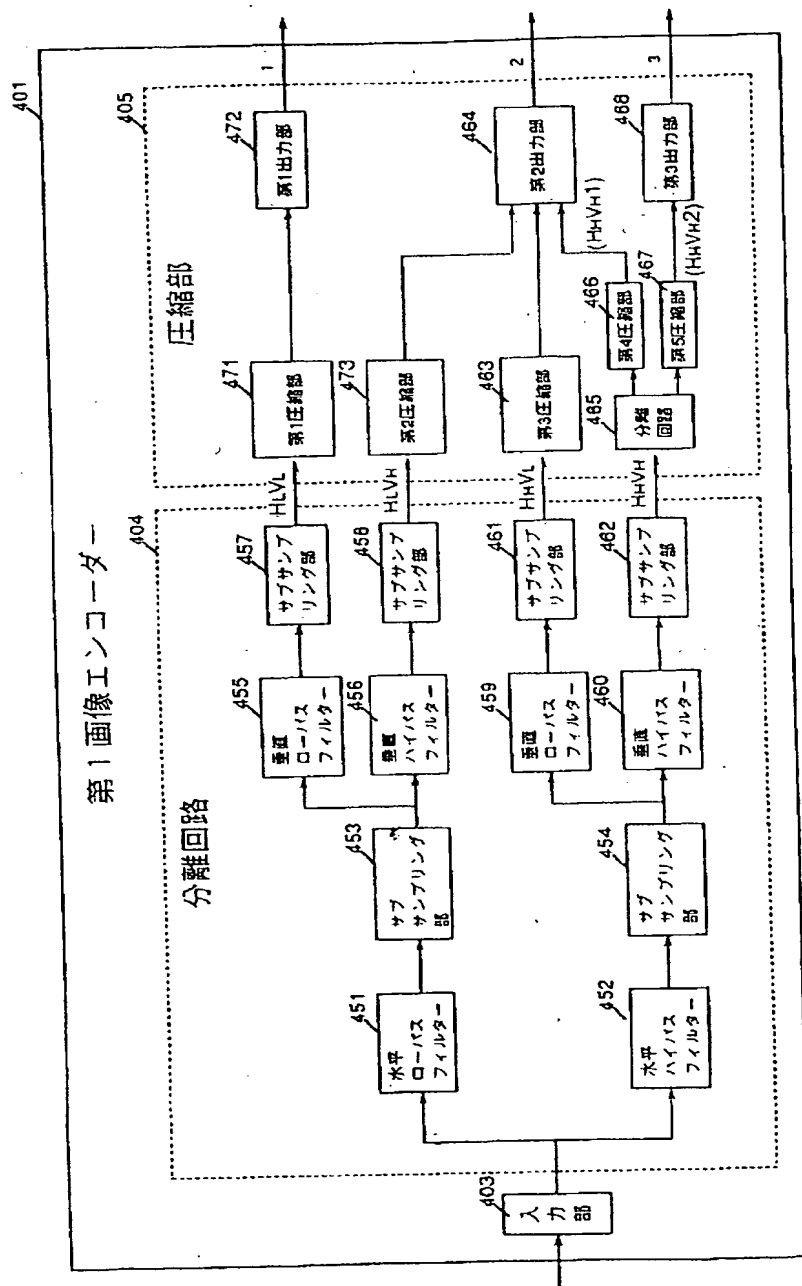 第1画像エンコーダー
401
分離回路
404
圧縮部
405
403
入力部
451
水平
ローパス
フィルター
452
水平
ハイパス
フィルター
453
サブ
サンプリング
部
454
サブ
サンプリング
部
455
垂直
ローパス
フィルター
456
垂直
ハイパス
フィルター
459
垂直
ローパス
フィルター
460
垂直
ハイパス
フィルター
457
サブサンプ
リング部
458
サブサンプ
リング部
461
サブサンプ
リング部
462
サブサンプ
リング部
HLVL
HLVH
HHVL
HHVH
471
第1圧縮部
473
第2圧縮部
463
第3圧縮部
465
分離
回路
466
第4圧縮部
467
第5圧縮部
(HHVH1)
(HHVH2)
472
第1出力部
464
第2出力部
468
第3出力部
1
2
3